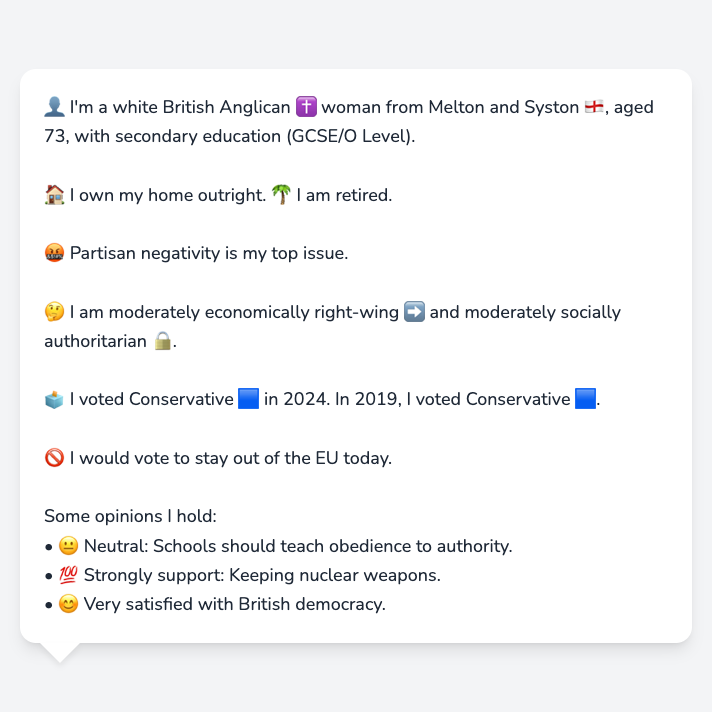 👤 I'm a white British Anglican ✝️ woman from Melton and Syston 🏴󠁧󠁢󠁥󠁮󠁧󠁿, aged
73, with secondary education (GCSE/O Level).
🏠 I own my home outright. 🌴 I am retired.
🤬 Partisan negativity is my top issue.
🤔 I am moderately economically right-wing ➡️ and moderately socially
authoritarian 🔒.
🗳️ I voted Conservative 🟦 in 2024. In 2019, I voted Conservative 🟦.
🚫 I would vote to stay out of the EU today.
Some opinions I hold:
• 😐 Neutral: Schools should teach obedience to authority.
• 💯 Strongly support: Keeping nuclear weapons.
• 😊 Very satisfied with British democracy.